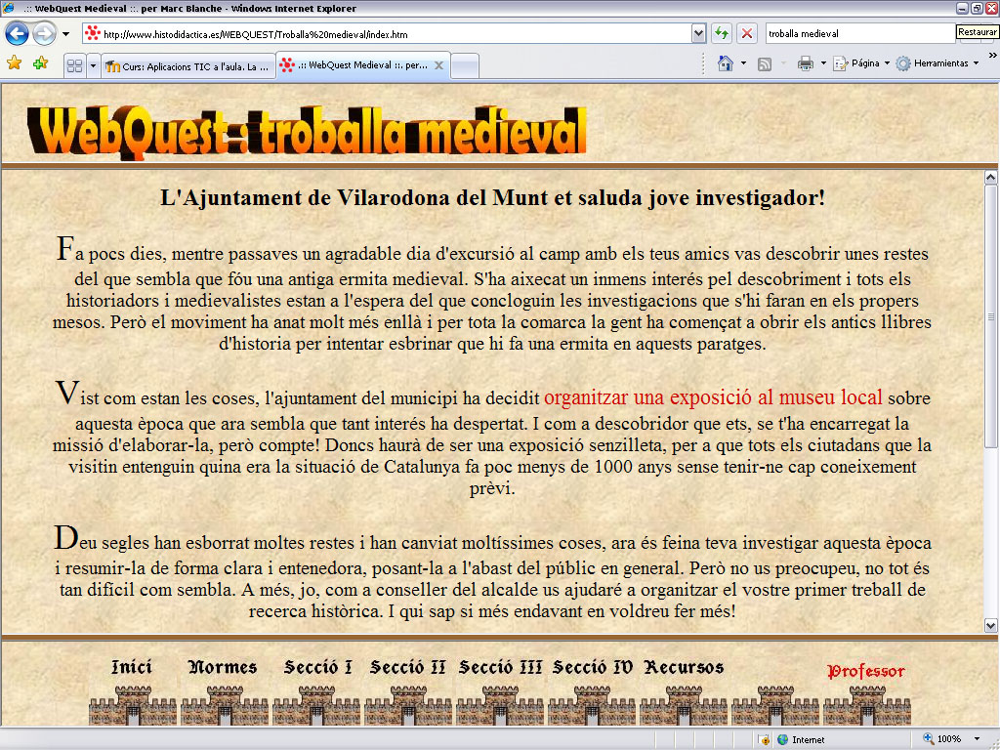 .:: WebQuest Medieval ::. per Marc Blanche - Windows Internet Explorer
http://www.histodidactica.es/WEBQUEST/Troballa%20medieval/index.htm
troballa medieval
Restaurar
Curs: Aplicacions TIC a l'aula. La ...
.:: WebQuest Medieval ::. per...
Página
Herramientas
WebQuest : troballa medieval
L'Ajuntament de Vilarodona del Munt et saluda jove investigador!
Fa pocs dies, mentre passaves un agradable dia d'excursió al camp amb els teus amics vas descobrir unes restes
del que sembla que fóu una antiga ermita medieval. S'ha aixecat un inmens interés pel descobriment i tots els
historiadors i medievalistes estan a l'espera del que concloguin les investigacions que s'hi faran en els propers
mesos. Però el moviment ha anat molt més enllà i per tota la comarca la gent ha començat a obrir els antics llibres
d'historia per intentar esbrinar que hi fa una ermita en aquests paratges.
Vist com estan les coses, l'ajuntament del municipi ha decidit organitzar una exposició al museu local sobre
aquesta època que ara sembla que tant interés ha despertat. I com a descobridor que ets, se t'ha encarregat la
missió d'elaborar-la, però compte! Doncs haurà de ser una exposició senzilleta, per a que tots els ciutadans que la
visitin entenguin quina era la situació de Catalunya fa poc menys de 1000 anys sense tenir-ne cap coneixement
prèvi.
Deu segles han esborrat moltes restes i han canviat moltíssimes coses, ara és feina teva investigar aquesta època
i resumir-la de forma clara i entenedora, posant-la a l'abast del públic en general. Però no us preocupeu, no tot és
tan difícil com sembla. A més, jo, com a conseller del alcalde us ajudaré a organitzar el vostre primer treball de
recerca històrica. I qui sap si més endavant en voldreu fer més!
Inici Normes Secció I Secció II Secció III Secció IV Recursos Professor
Internet
100%